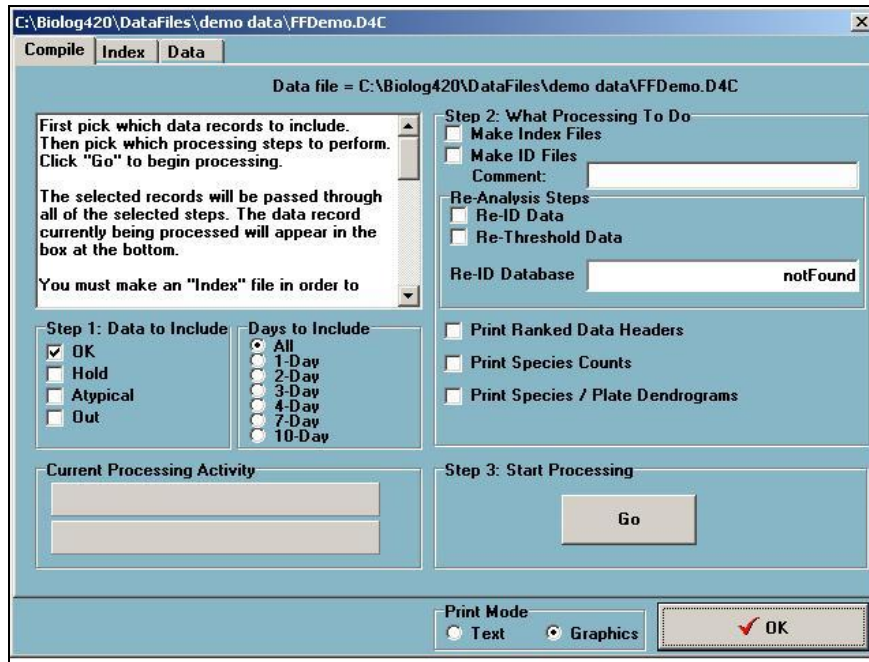 C:\Biolog420\DataFiles\demo data\FFDemo.D4C
Compile Index Data
Data file = C:\Biolog420\DataFiles\demo data\FFDemo.D4C
First pick which data records to include.
Then pick which processing steps to perform.
Click "Go" to begin processing.
The selected records will be passed through
all of the selected steps. The data record
currently being processed will appear in the
box at the bottom.
You must make an "Index" file in order to
Step 1: Data to Include
OK
Hold
Atypical
Out
Days to Include
All
1-Day
2-Day
3-Day
4-Day
7-Day
10-Day
Current Processing Activity
Step 2: What Processing To Do
Make Index Files
Make ID Files
Comment:
Re-Analysis Steps
Re-ID Data
Re-Threshold Data
Re-ID Database notFound
Print Ranked Data Headers
Print Species Counts
Print Species / Plate Dendrograms
Step 3: Start Processing
Go
Print Mode
Text Graphics
OK